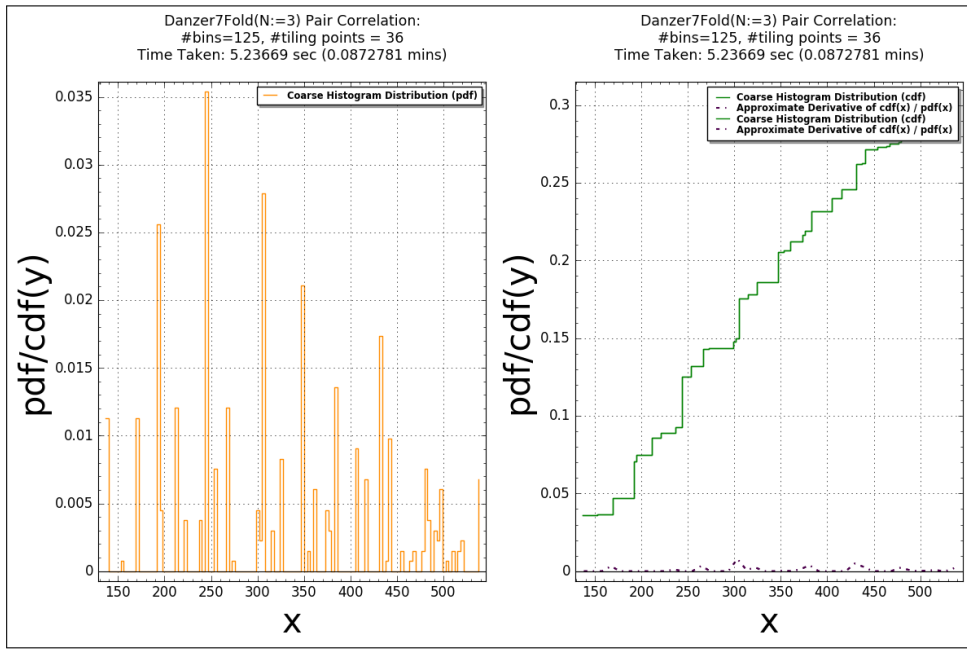 Danzer7Fold(N:=3) Pair Correlation:
#bins=125, #tiling points = 36
Time Taken: 5.23669 sec (0.0872781 mins)
Coarse Histogram Distribution (pdf)
0.035
0.03
0.025
0.02
0.015
0.01
0.005
0
pdf/cdf(y)
150 200 250 300 350 400 450 500
x
Danzer7Fold(N:=3) Pair Correlation:
#bins=125, #tiling points = 36
Time Taken: 5.23669 sec (0.0872781 mins)
Coarse Histogram Distribution (cdf)
Approximate Derivative of cdf(x) / pdf(x)
Coarse Histogram Distribution (cdf)
Approximate Derivative of cdf(x) / pdf(x)
0.3
0.25
0.2
0.15
0.1
0.05
0
pdf/cdf(y)
150 200 250 300 350 400 450 500
x